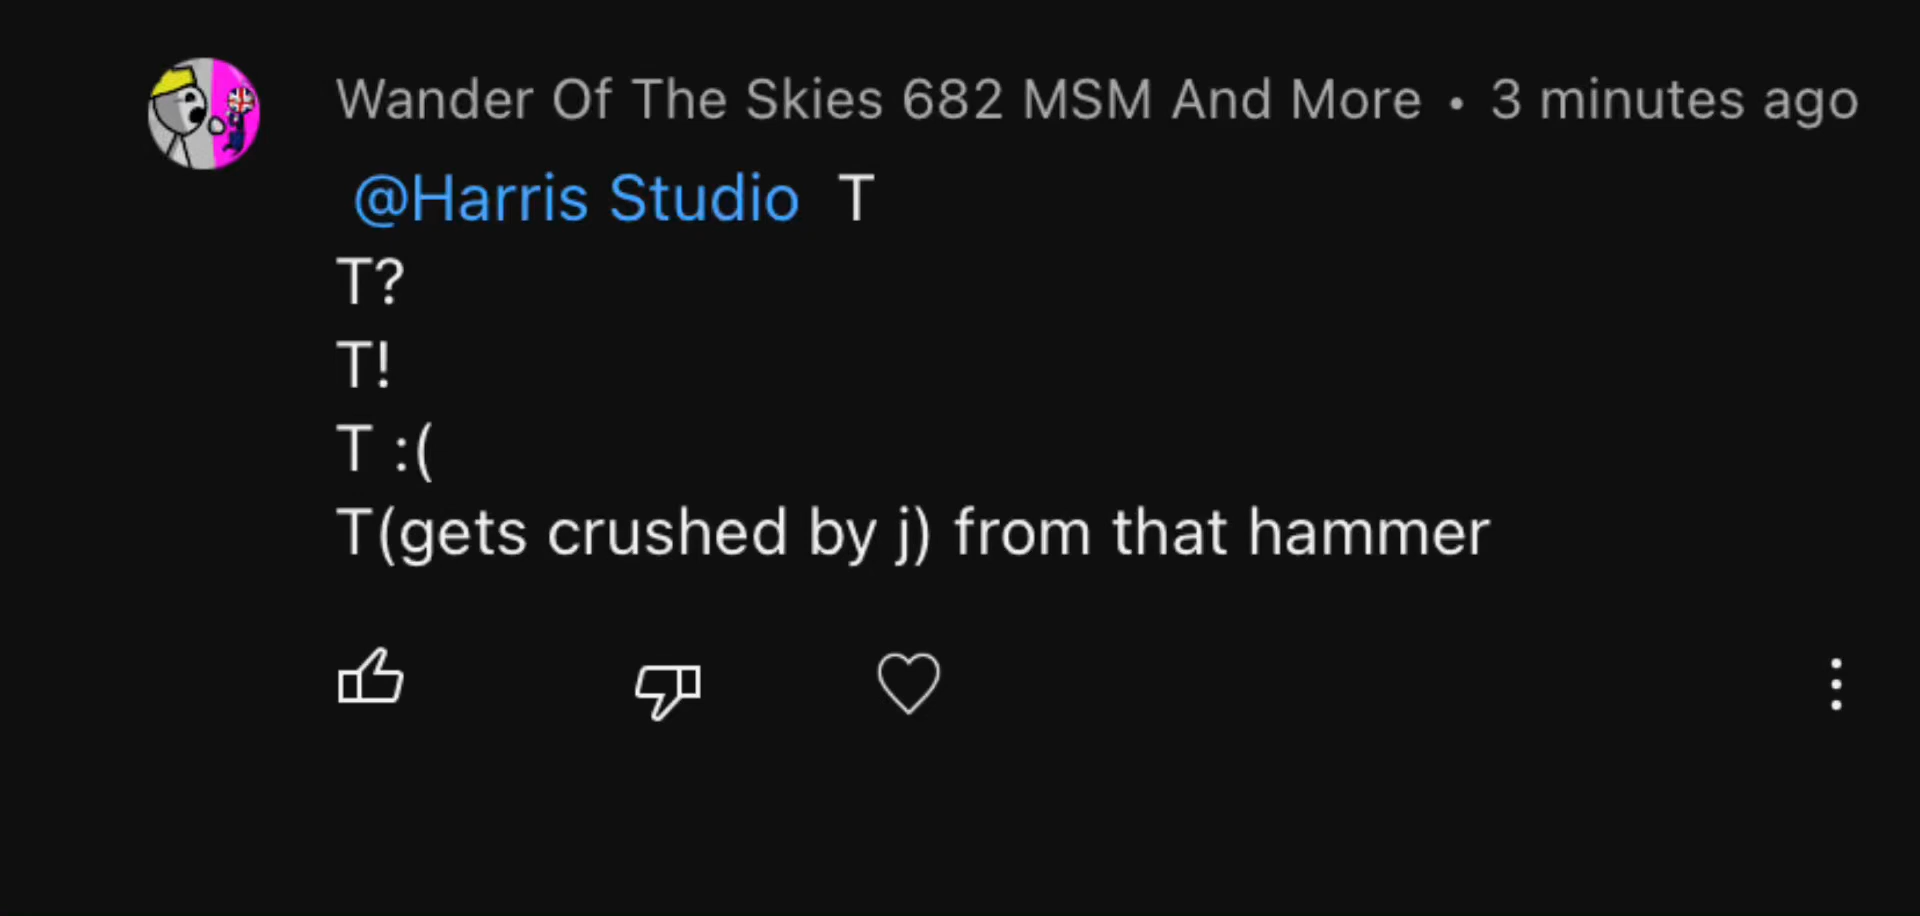 Wander Of The Skies 682 MSM And More • 3 minutes ago
@Harris Studio T
T?
T!
T :(
T(gets crushed by j) from that hammer